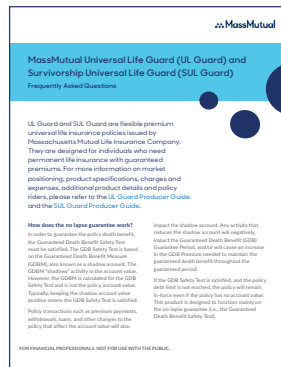 MassMutual
MassMutual Universal Life Guard (UL Guard) and
Survivorship Universal Life Guard (SUL Guard)
Frequently Asked Questions
UL Guard and SUL Guard are flexible premium
universal life insurance policies issued by
Massachusetts Mutual Life Insurance Company.
They are designed for individuals who need
permanent life insurance with guaranteed
premiums. For more information on market
positioning, product specifications, charges and
expenses, additional product details and policy
riders, please refer to the UL Guard Producer Guide
and the SUL Guard Producer Guide.
How does the no lapse guarantee work?
In order to guarantee the policy death benefit,
the Guaranteed Death Benefit Safety Test
must be satisfied. The GDB Safety Test is based
on the Guaranteed Death Benefit Measure
(GDBM), also known as a shadow account. The
GDBM "shadows" activity in the account value.
However, the GDBM is calculated for the GDB
Safety Test and is not the policy account value.
Typically, keeping the shadow account value
positive means the GDB Safety Test is satisfied.
Policy transactions such as premium payments,
withdrawals, loans, and other changes to the
policy that affect the account value will also
impact the shadow account. Any activity that
reduces the shadow account will negatively
impact the Guaranteed Death Benefit (GDB)
Guarantee Period, and/or will cause an increase
in the GDB Premium needed to maintain the
guaranteed death benefit throughout the
guaranteed period.
If the GDB Safety Test is satisfied, and the policy
debt limit is not reached, the policy will remain
in-force even if the policy has no account value.
This product is designed to function mainly on
the no-lapse guarantee (i.e., the Guaranteed
Death Benefit Safety Test).
FOR FINANCIAL PROFESSIONALS. NOT FOR USE WITH THE PUBLIC.